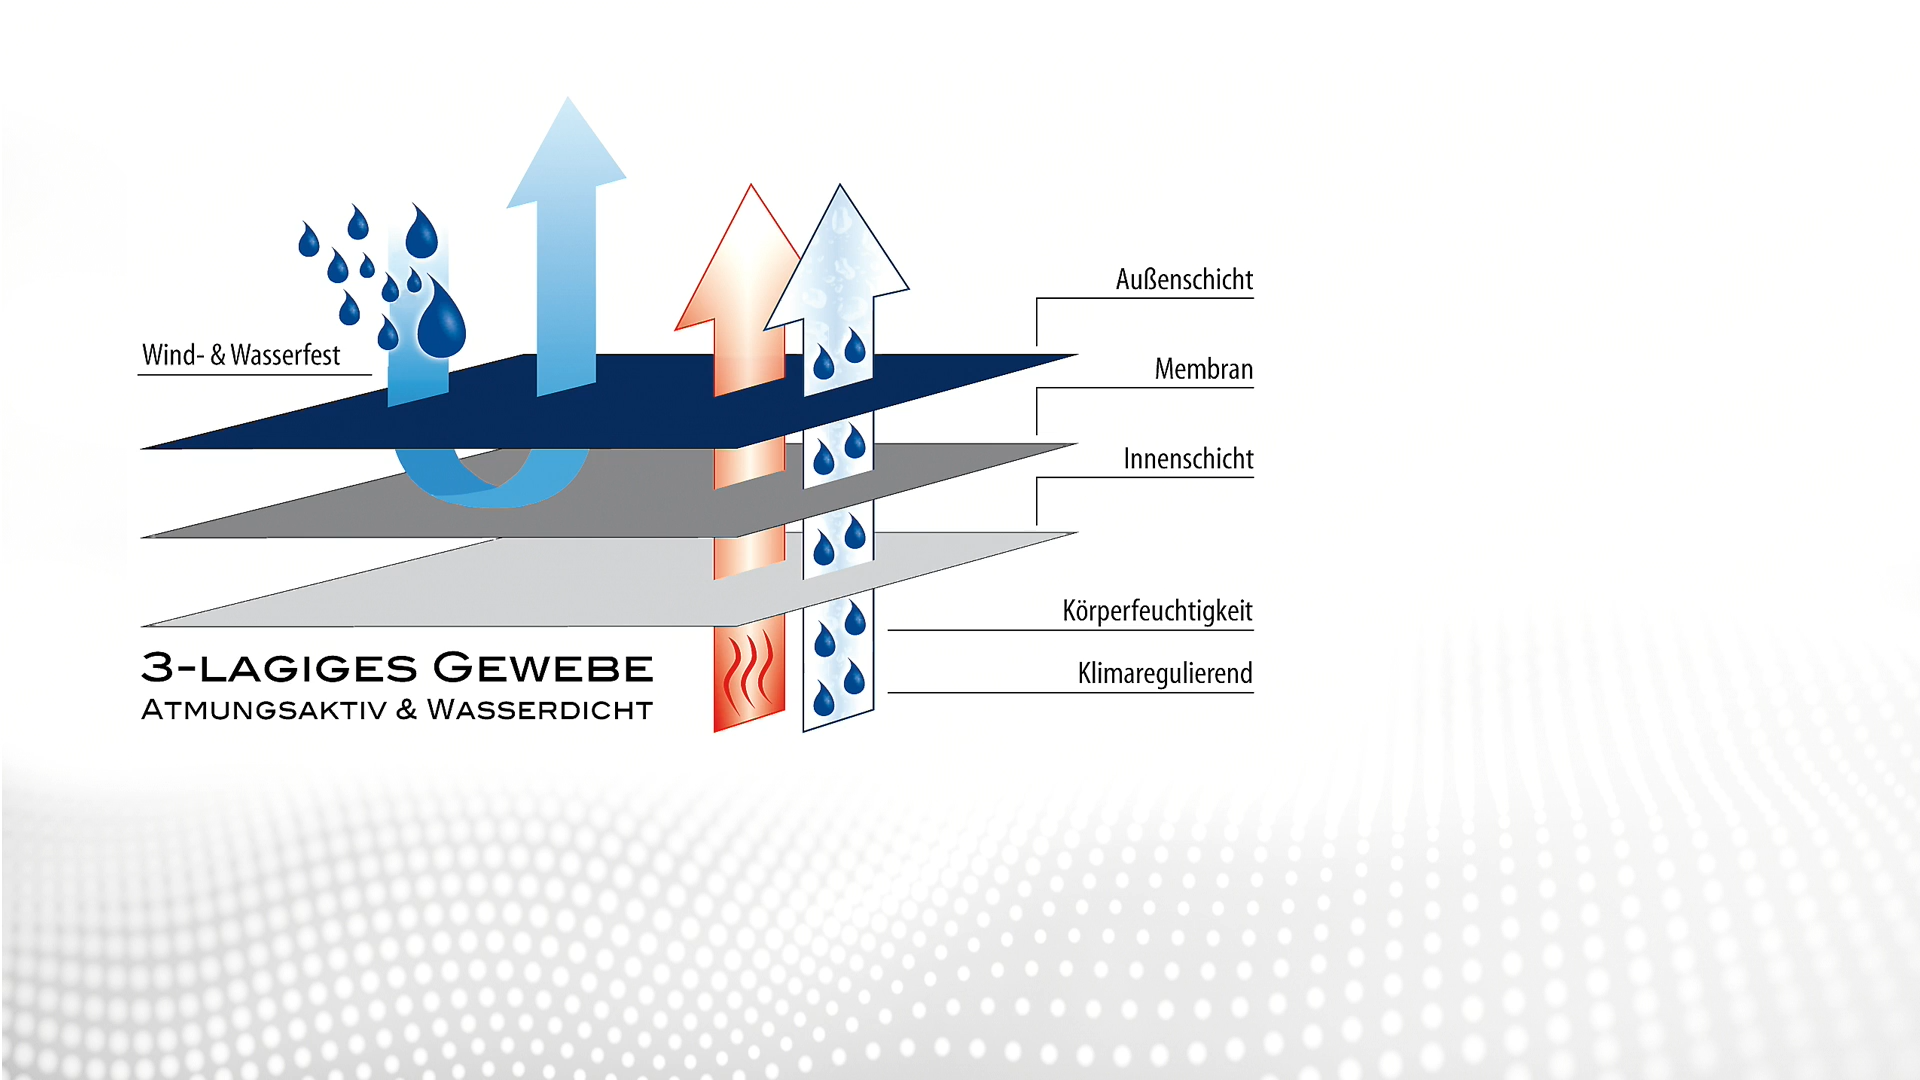 Außenschicht
Wind- & Wasserfest
Membran
Innenschicht
Körperfeuchtigkeit
Klimaregulierend
3-lagiges Gewebe
Atmungsaktiv & Wasserdicht